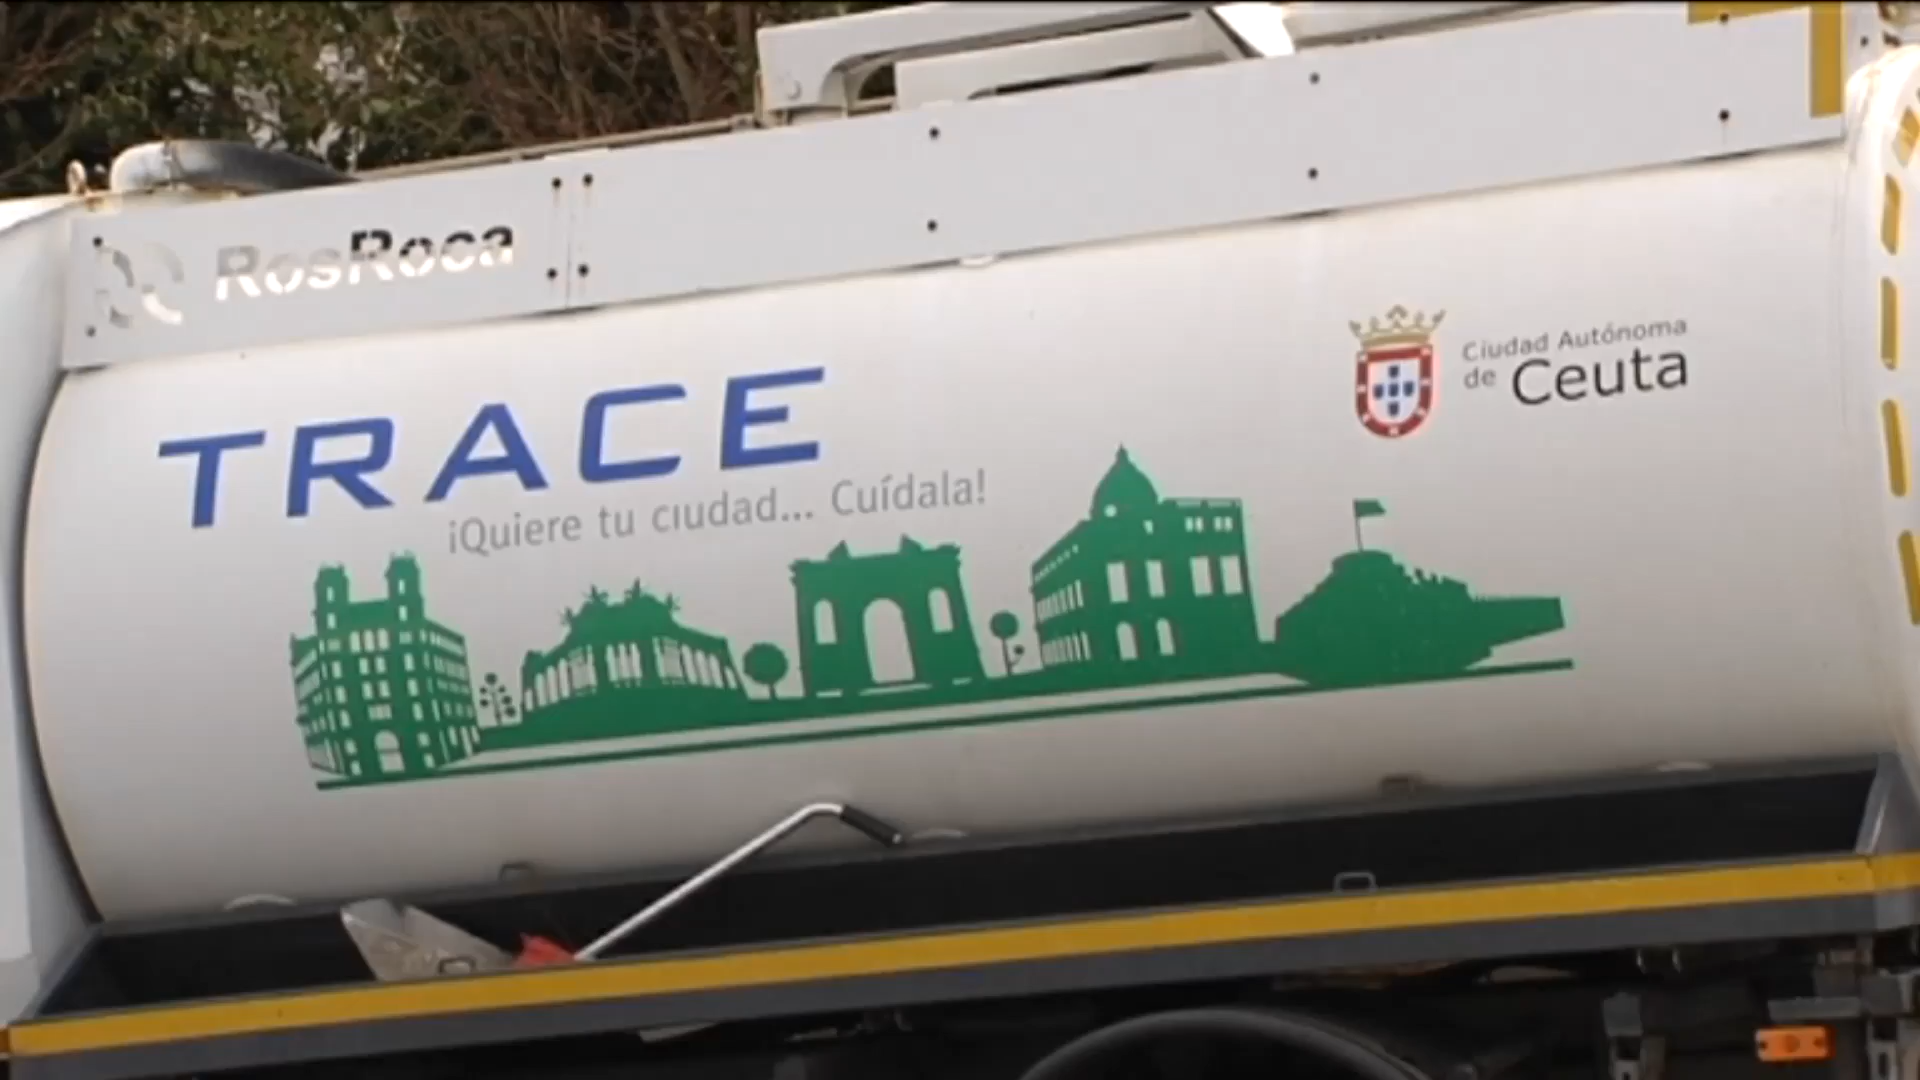 RosRoca
TRACE
¡Quiere tu ciudad... Cuídala!
Ciudad Autónoma
de Ceuta